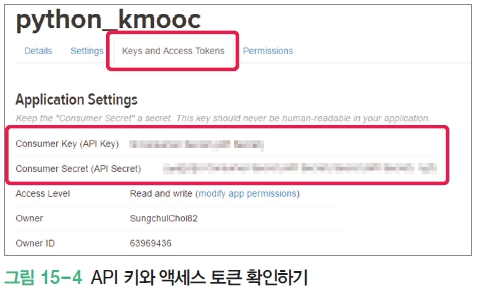 python_kmooc
Details Settings Keys and Access Tokens Permissions
Application Settings
Keep the "Consumer Secret" a secret. This key should never be human-readable in your application.
Consumer Key (API Key)
Consumer Secret (API Secret)
Access Level Read and write (modify app permissions)
Owner SungchulChoi82
Owner ID 63969436
그림 15-4 API 키와 액세스 토큰 확인하기